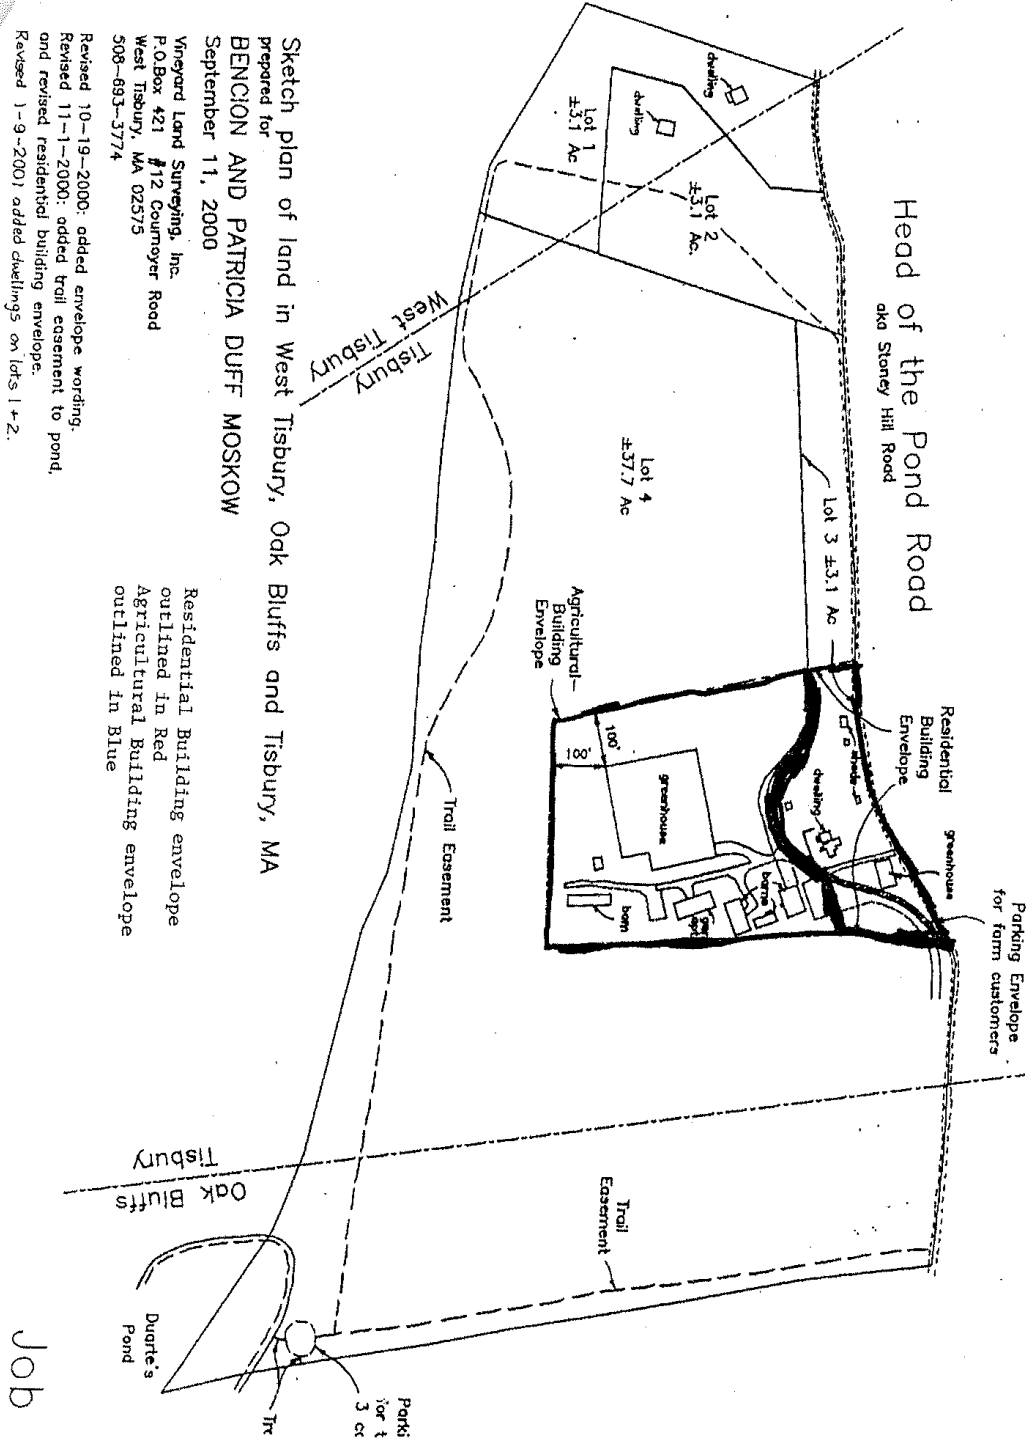 Head of the Pond Road
aka Stoney Hill Road
Parking Envelope
for farm customers
Residential
Building
Envelope
greenhouse
Lot 3 ±3.1 Ac
sheds
dwelling
dwelling
dwelling
Lot 1
±3.1 Ac
Lot 2
±3.1 Ac.
Lot 4
±37.7 Ac
Agricultural
Building
Envelope
100'
100'
greenhouse
barns
barn
West Tisbury
Tisbury
Trail Easement
Trail
Easement
Tisbury
Oak Bluffs
Duarte's
Pond
3
Sketch plan of land in West Tisbury, Oak Bluffs and Tisbury, MA
prepared for
BENCION AND PATRICIA DUFF MOSKOW
September 11, 2000
Vineyard Land Surveying, Inc.
P.O.Box 421 #12 Cournoyer Road
West Tisbury, MA 02575
508-693-3774
Revised 10-19-2000: added envelope wording.
Revised 11-1-2000: added trail easement to pond,
and revised residential building envelope.
Revised 1-9-2001 added dwellings on lots 1+2.
Residential Building envelope
outlined in Red
Agricultural Building envelope
outlined in Blue
Job